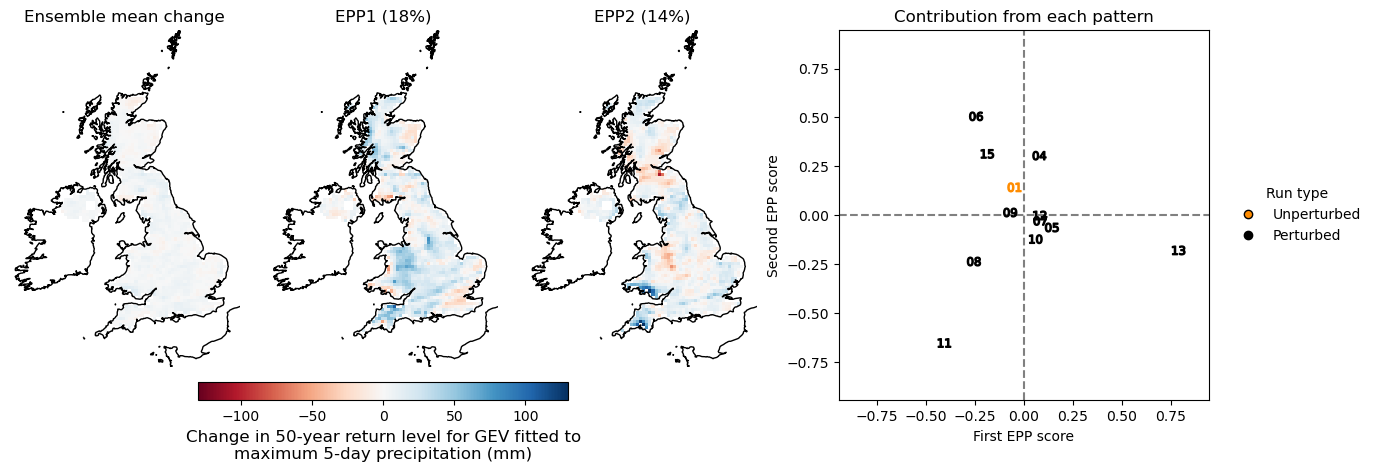 Ensemble mean change
EPP1 (18%)
EPP2 (14%)
Contribution from each pattern
−100
−50
0
50
100
Change in 50-year return level for GEV fitted to
maximum 5-day precipitation (mm)
Second EPP score
0.75
0.50
0.25
0.00
−0.25
−0.50
−0.75
06
15
04
01
09
12
07
05
10
08
13
11
−0.75
−0.50
−0.25
0.00
0.25
0.50
0.75
First EPP score
Run type
Unperturbed
Perturbed